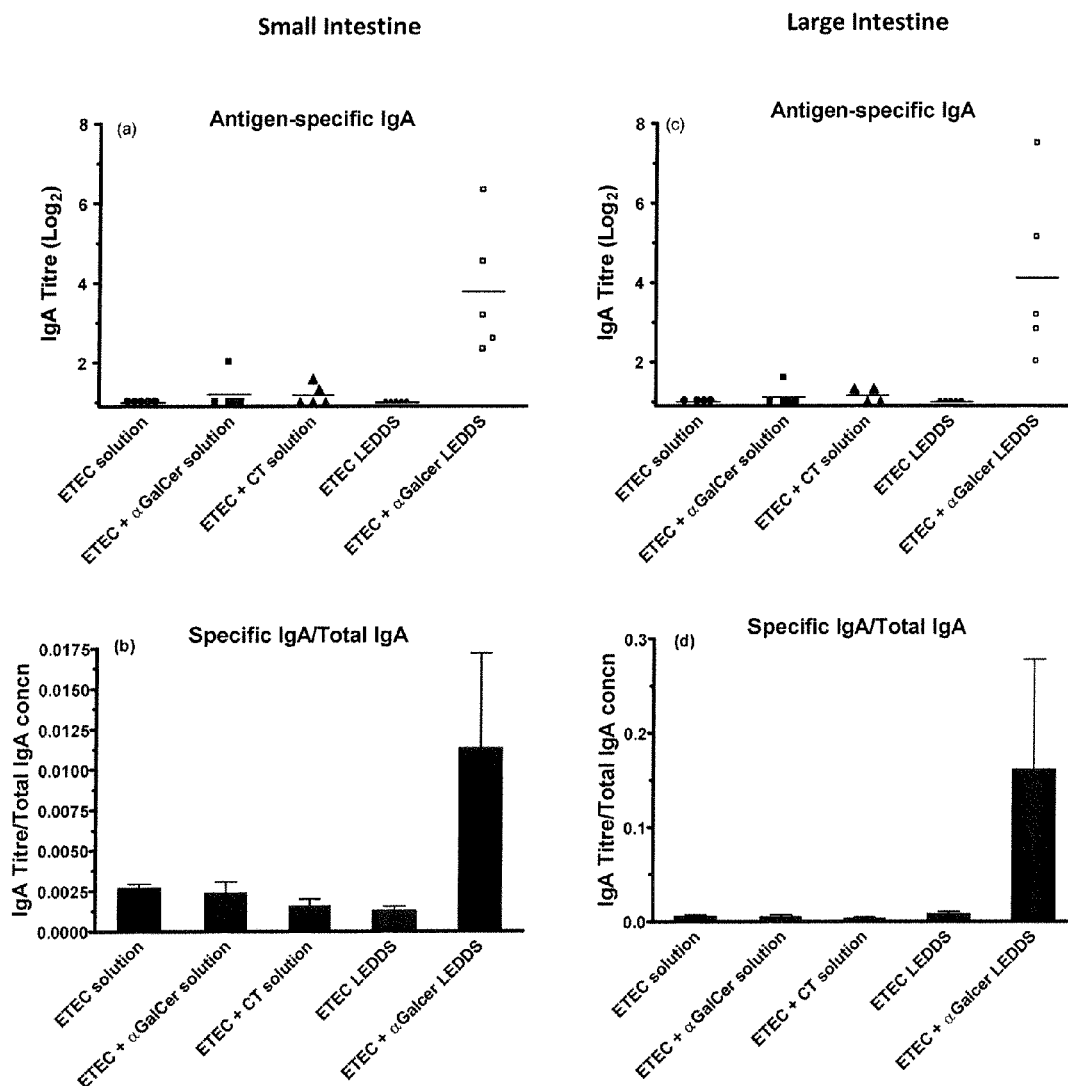 Small Intestine
Large Intestine
(a)
Antigen-specific IgA
8
6
4
2
IgA Titre (Log2)
ETEC solution
ETEC + αGalCer solution
ETEC + CT solution
ETEC LEDDS
ETEC + αGalcer LEDDS
(c)
Antigen-specific IgA
8
6
4
2
IgA Titre (Log2)
ETEC solution
ETEC + αGalCer solution
ETEC + CT solution
ETEC LEDDS
ETEC + αGalcer LEDDS
(b)
Specific IgA/Total IgA
0.0175
0.0150
0.0125
0.0100
0.0075
0.0050
0.0025
0.0000
IgA Titre/Total IgA concn
ETEC solution
ETEC + αGalCer solution
ETEC + CT solution
ETEC LEDDS
ETEC + αGalcer LEDDS
(d)
Specific IgA/Total IgA
0.3
0.2
0.1
0.0
IgA Titre/Total IgA concn
ETEC solution
ETEC + αGalCer solution
ETEC + CT solution
ETEC LEDDS
ETEC + αGalcer LEDDS